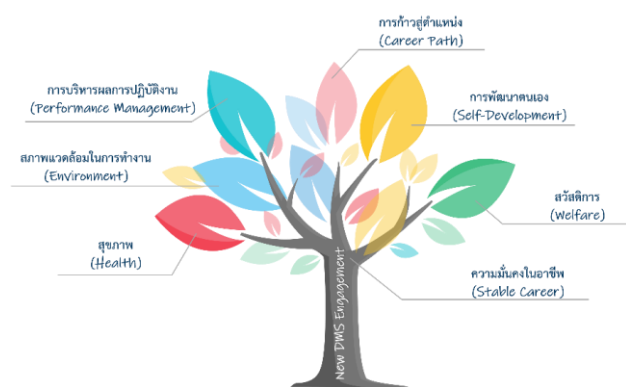 การก้าวสู่ตำแหน่ง
(Career Path)
การบริหารผลการปฏิบัติงาน
(Performance Management)
การพัฒนาตนเอง
(Self-Development)
สภาพแวดล้อมในการทำงาน
(Environment)
สวัสดิการ
(Welfare)
สุขภาพ
(Health)
ความมั่นคงในอาชีพ
(Stable Career)
New DMS Engagement